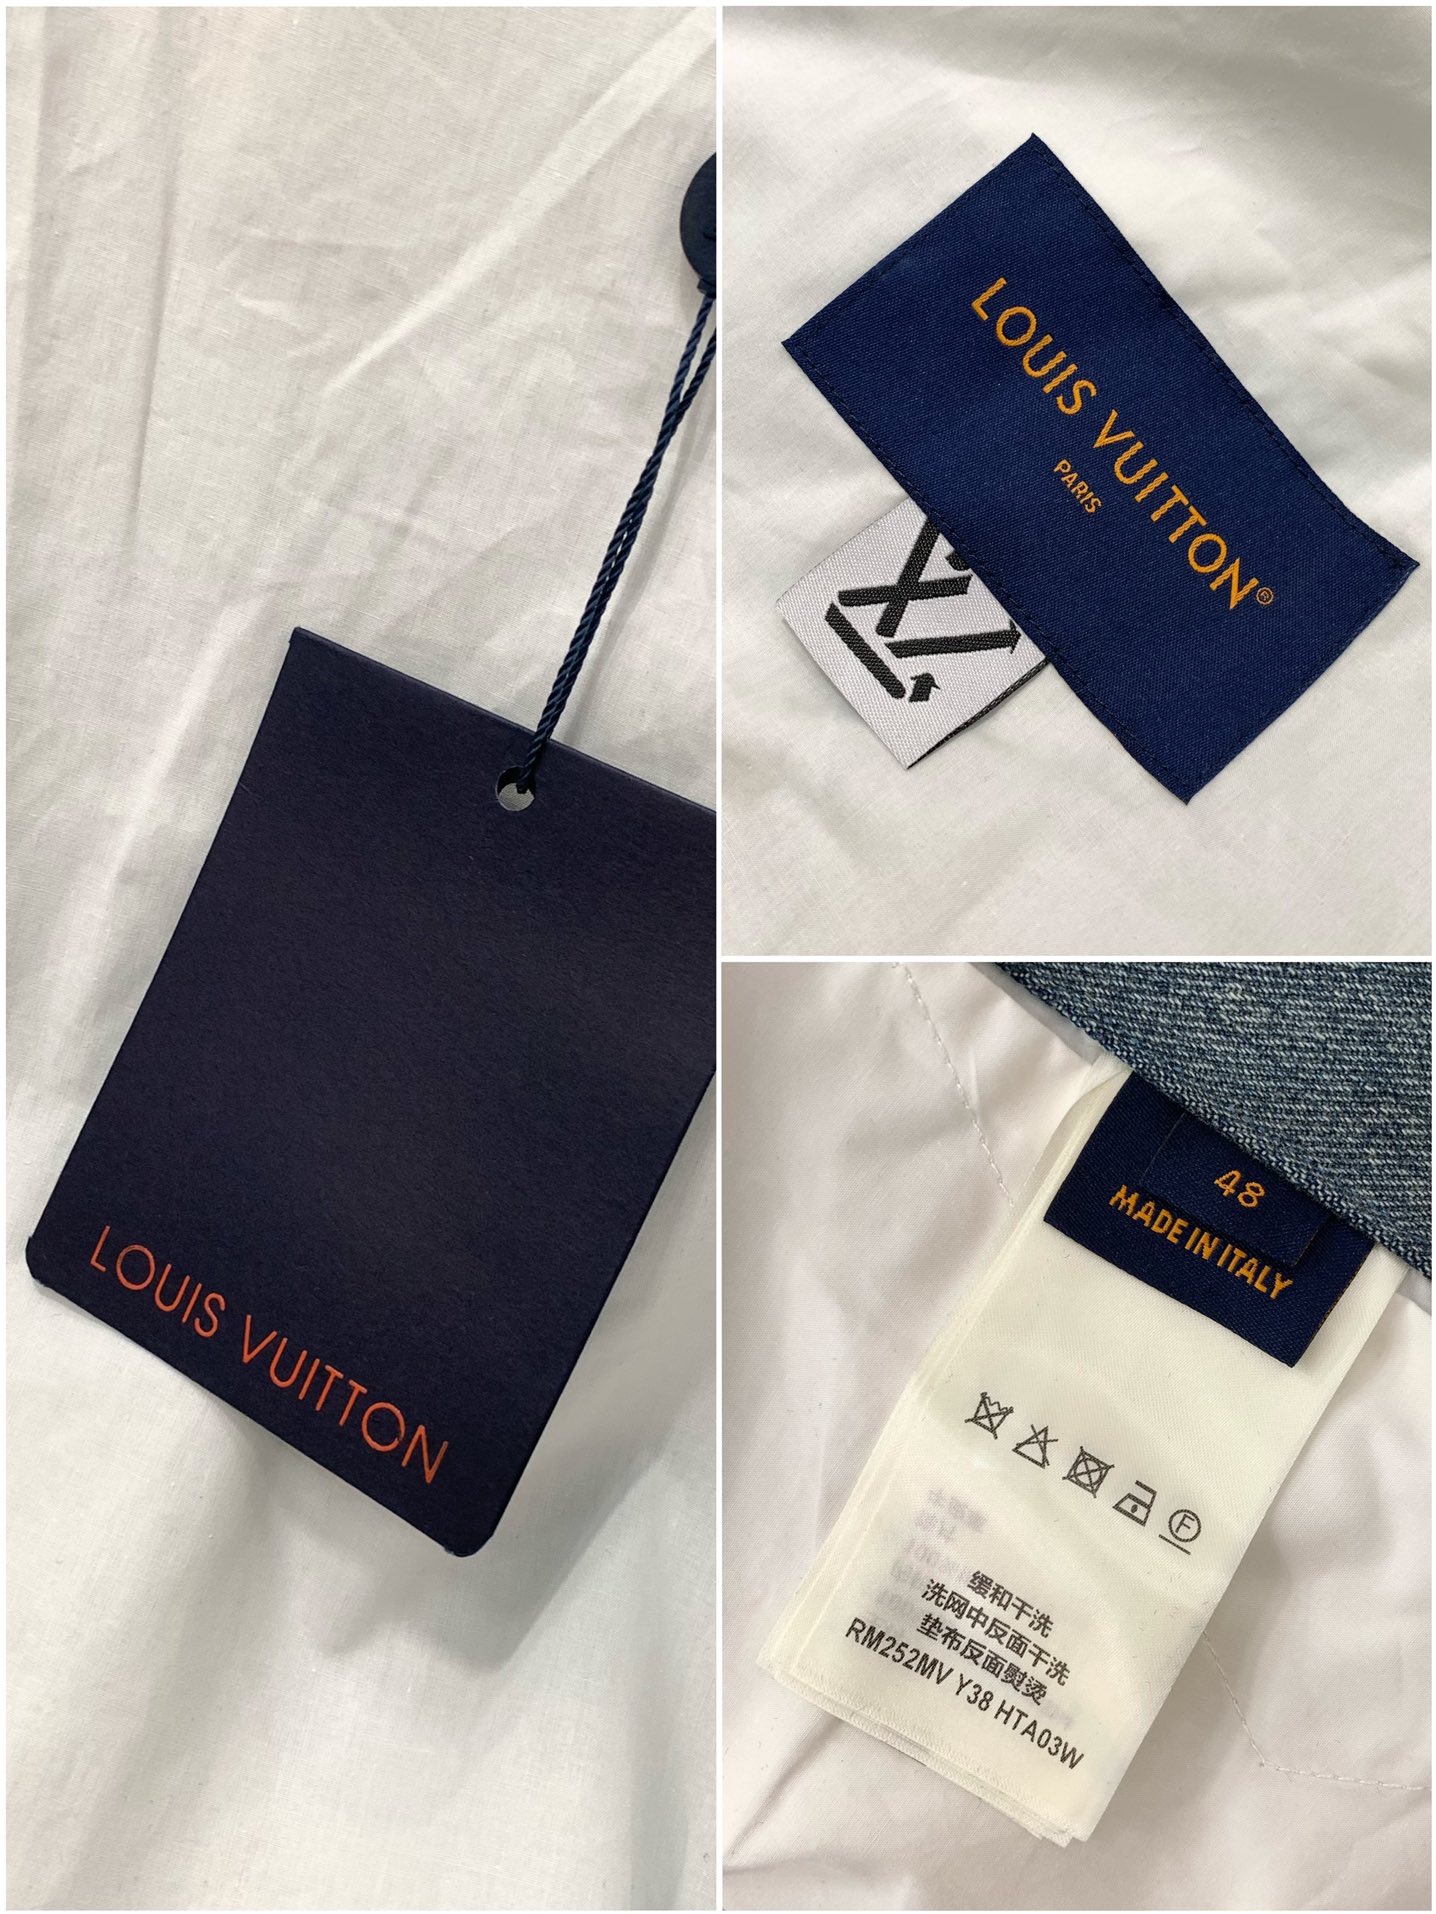 LOUIS VUITTON
LOUIS VUITTON®
PARIS
48
MADE IN ITALY
F
缓和干洗
洗网中反面干洗
垫布反面熨烫
RM252MV Y38 HTA03W